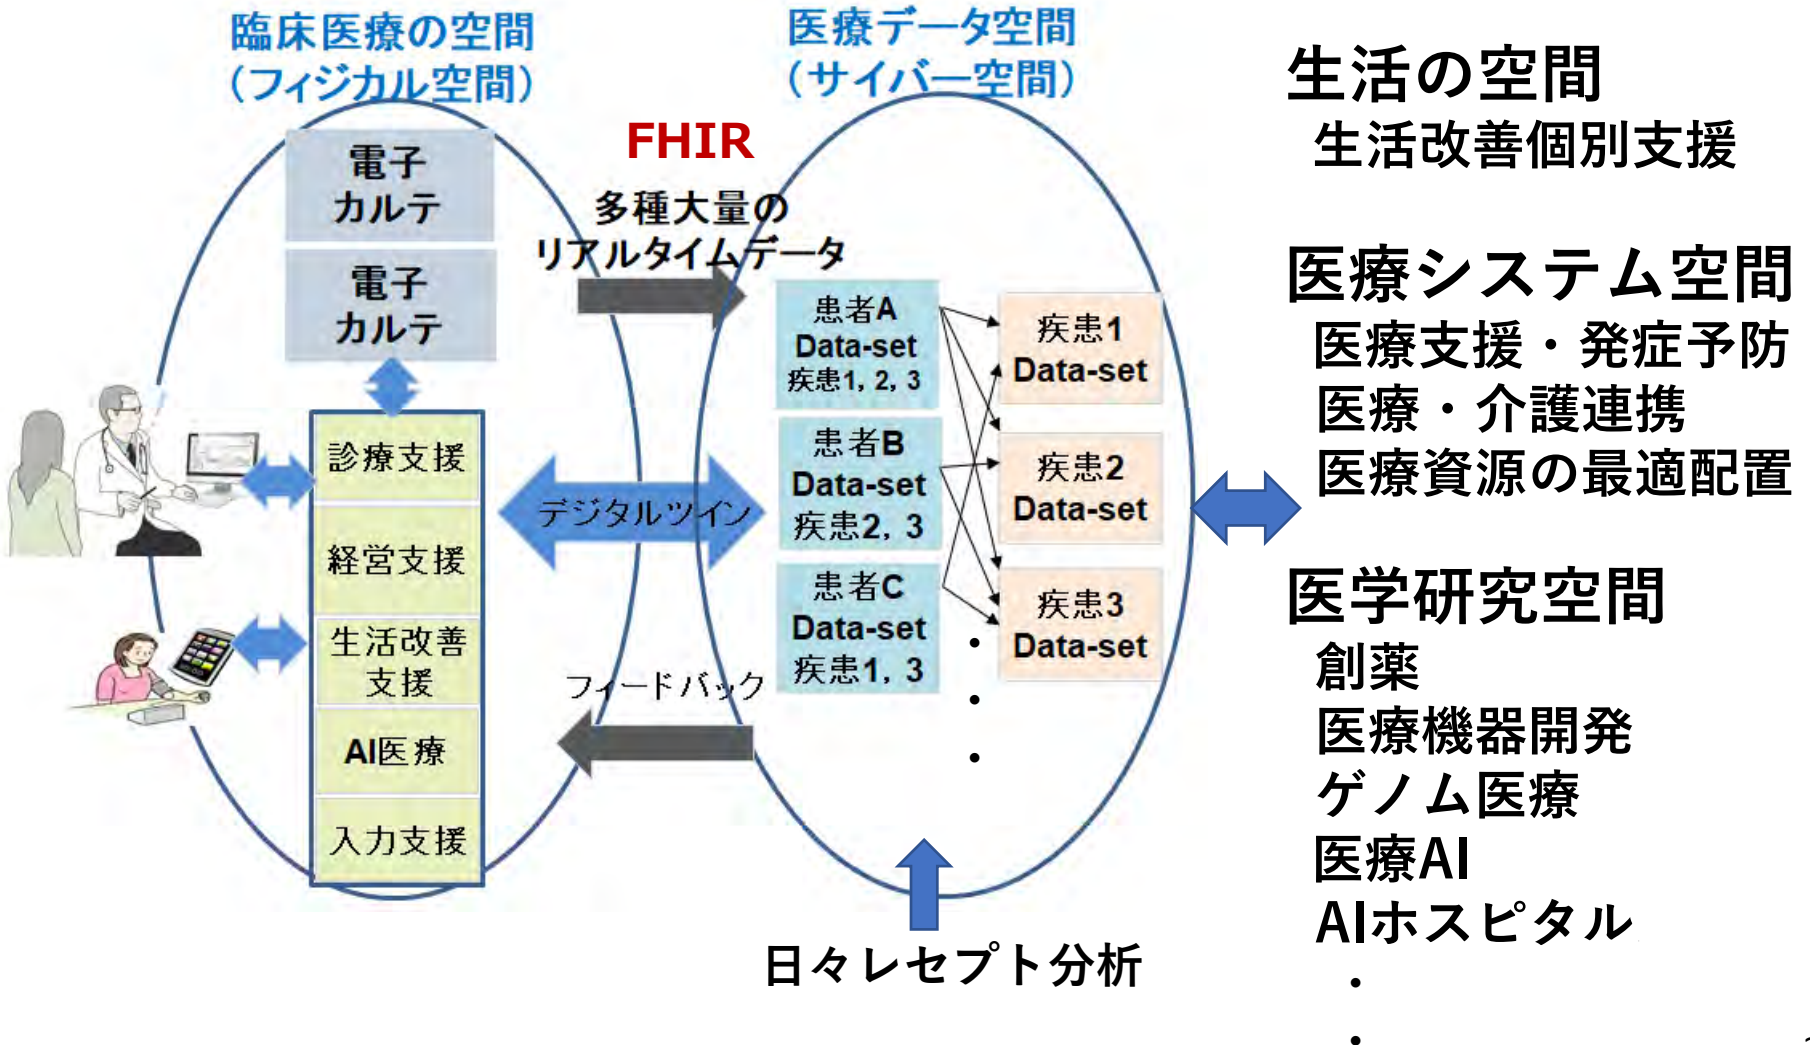 臨床医療の空間
（フィジカル空間）
電子
カルテ
電子
カルテ
診療支援
経営支援
生活改善
支援
AI医療
入力支援
FHIR
多種大量の
リアルタイムデータ
デジタルツイン
フィードバック
医療データ空間
（サイバー空間）
患者A
Data-set
疾患1, 2, 3
患者B
Data-set
疾患2, 3
患者C
Data-set
疾患1, 3
疾患1
Data-set
疾患2
Data-set
疾患3
Data-set
・
・
・
日々レセプト分析
生活の空間
生活改善個別支援
医療システム空間
医療支援・発症予防
医療・介護連携
医療資源の最適配置
医学研究空間
創薬
医療機器開発
ゲノム医療
医療AI
AIホスピタル
・
・